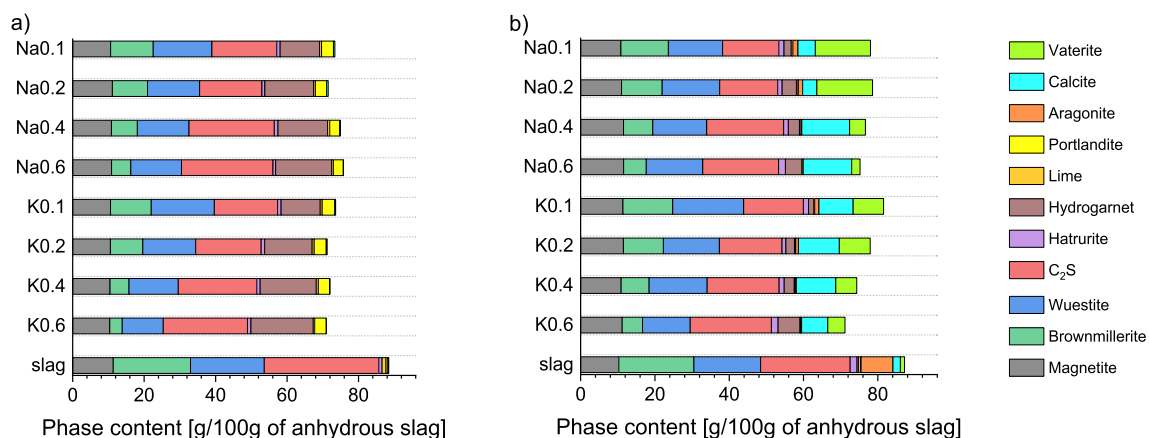 a)
Na0.1
Na0.2
Na0.4
Na0.6
K0.1
K0.2
K0.4
K0.6
slag
0 20 40 60 80
Phase content [g/100g of anhydrous slag]
b)
Na0.1
Na0.2
Na0.4
Na0.6
K0.1
K0.2
K0.4
K0.6
slag
0 20 40 60 80
Phase content [g/100g of anhydrous slag]
Vaterite
Calcite
Aragonite
Portlandite
Lime
Hydrogarnet
Hatrurite
C₂S
Wuestite
Brownmillerite
Magnetite